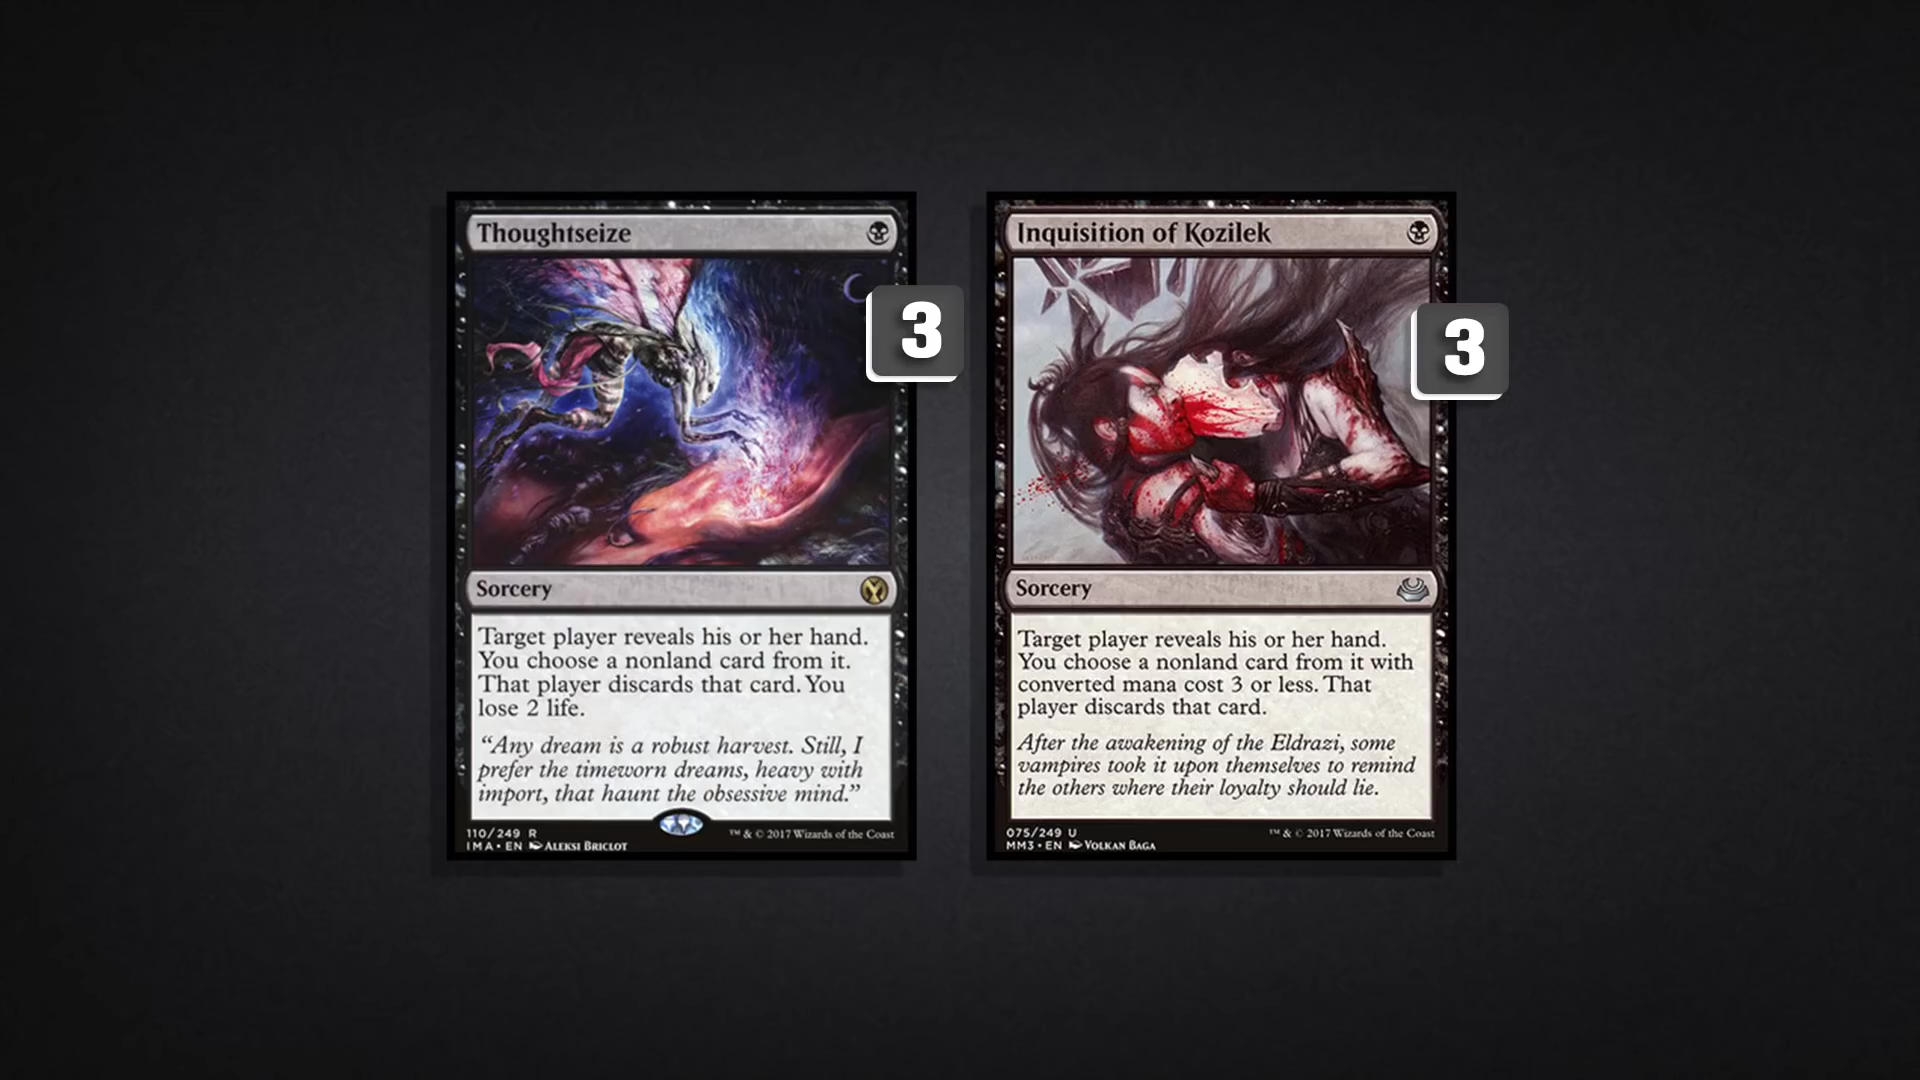 Thoughtseize
3
Sorcery
Target player reveals his or her hand.
You choose a nonland card from it.
That player discards that card. You
lose 2 life.
“Any dream is a robust harvest. Still, I
prefer the timeworn dreams, heavy with
import, that haunt the obsessive mind.”
110/249 R
IMA • EN ALEKSI BRICLOT
™ & © 2017 Wizards of the Coast
Inquisition of Kozilek
3
Sorcery
Target player reveals his or her hand.
You choose a nonland card from it with
converted mana cost 3 or less. That
player discards that card.
After the awakening of the Eldrazi, some
vampires took it upon themselves to remind
the others where their loyalty should lie.
075/249 U
MM3 • EN VOLKAN BAGA
™ & © 2017 Wizards of the Coast